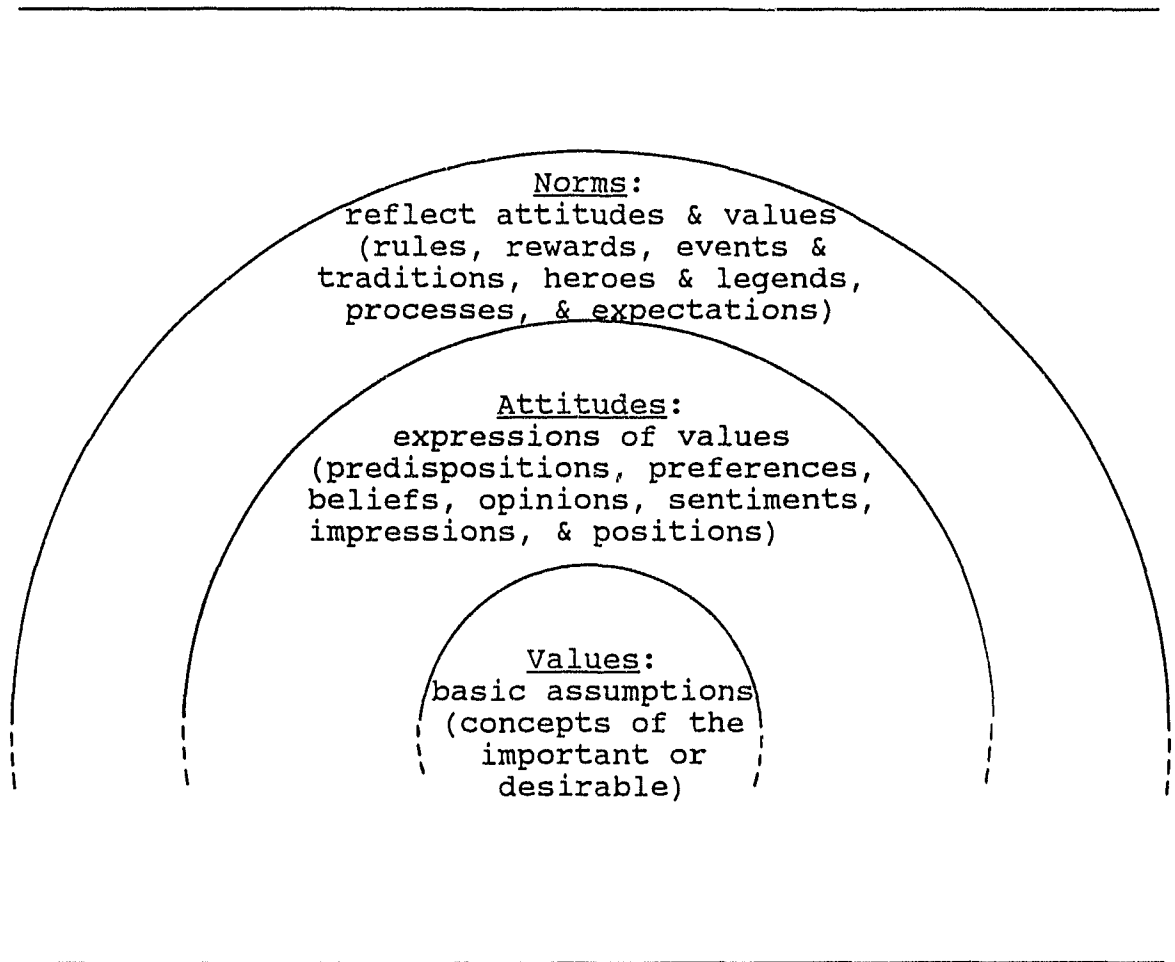 Norms:
reflect attitudes & values
(rules, rewards, events &
traditions, heroes & legends,
processes, & expectations)
Attitudes:
expressions of values
(predispositions, preferences,
beliefs, opinions, sentiments,
impressions, & positions)
Values:
basic assumptions
(concepts of the
important or
desirable)